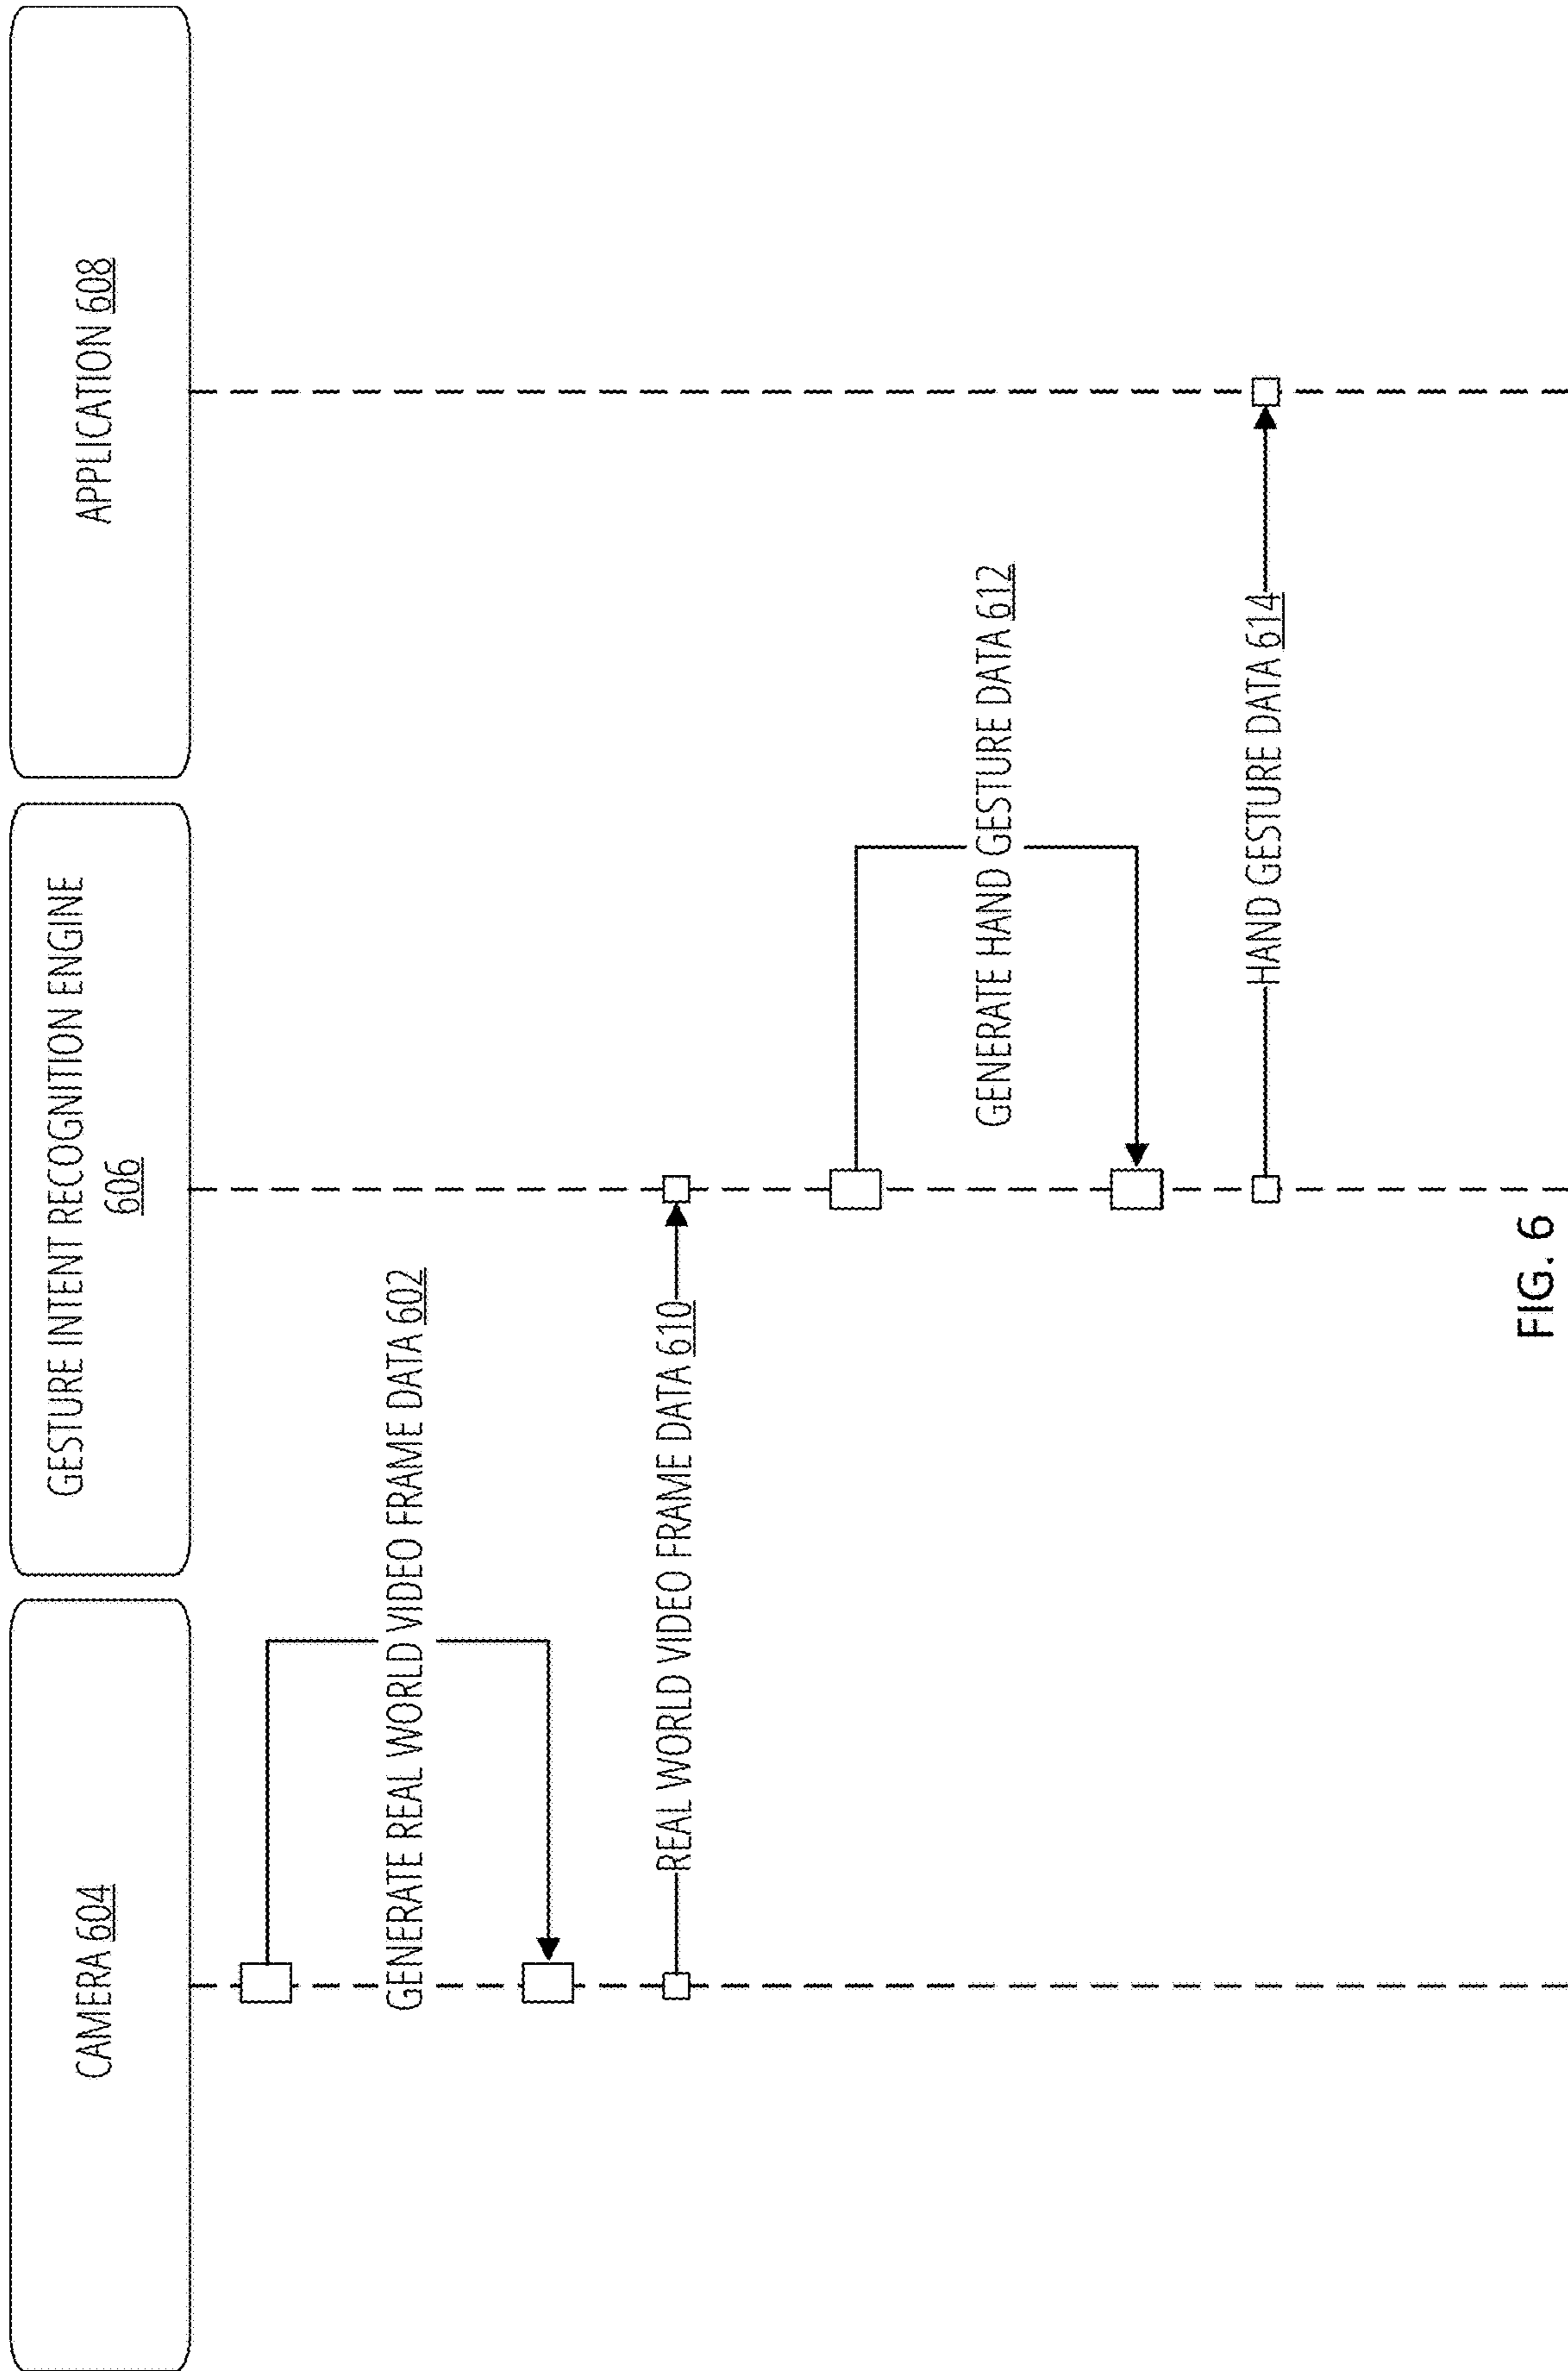 CAMERA 604
GESTURE INTENT RECOGNITION ENGINE
606
APPLICATION 608
GENERATE REAL WORLD VIDEO FRAME DATA 602
REAL WORLD VIDEO FRAME DATA 610
GENERATE HAND GESTURE DATA 612
HAND GESTURE DATA 614
FIG. 6